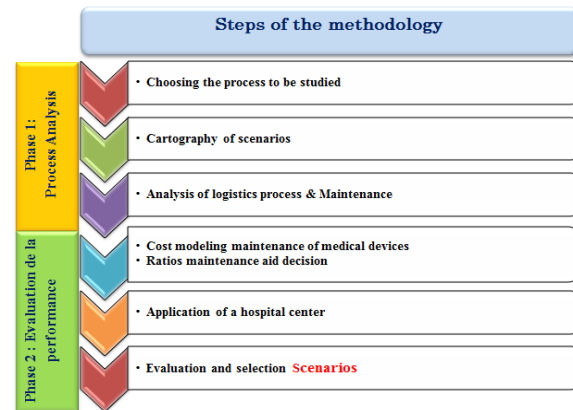 Steps of the methodology
Phase 1:
Process Analysis
• Choosing the process to be studied
• Cartography of scenarios
• Analysis of logistics process & Maintenance
Phase 2 : Evaluation de la
performance
• Cost modeling maintenance of medical devices
• Ratios maintenance aid decision
• Application of a hospital center
• Evaluation and selection Scenarios